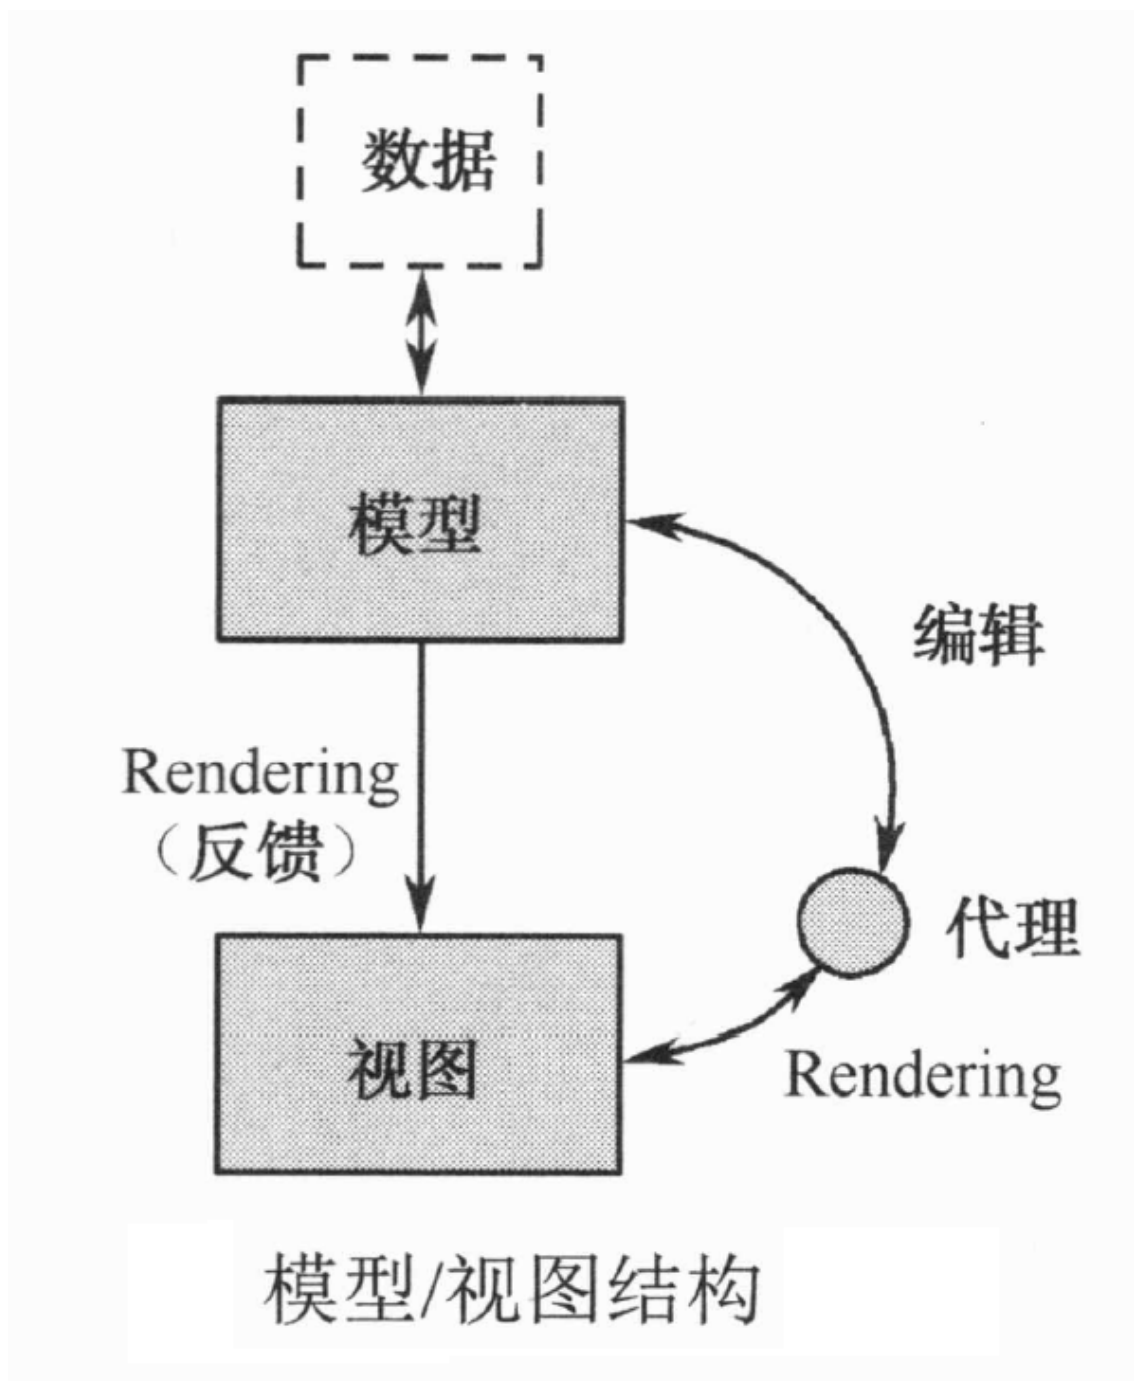 数据
模型
编辑
Rendering
（反馈）
代理
视图
Rendering
模型/视图结构